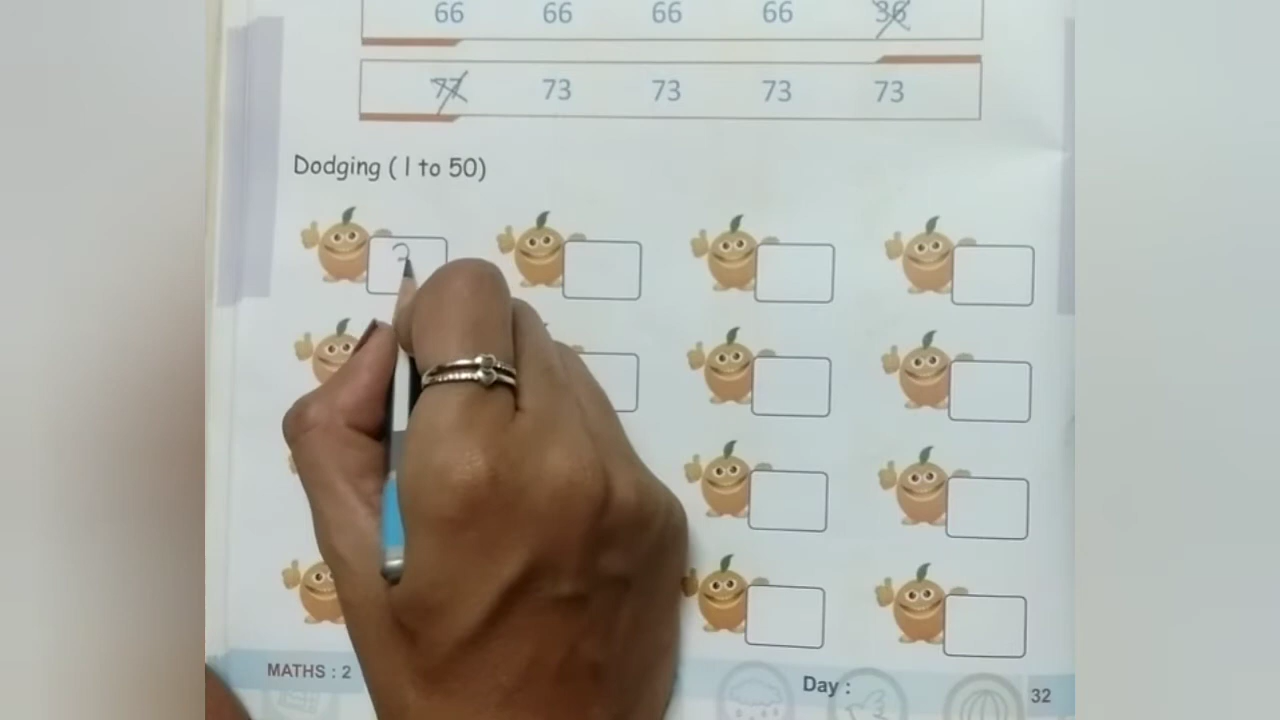 66 66 66 66 36
77 73 73 73 73
Dodging ( 1 to 50)
MATHS : 2
Day :
32